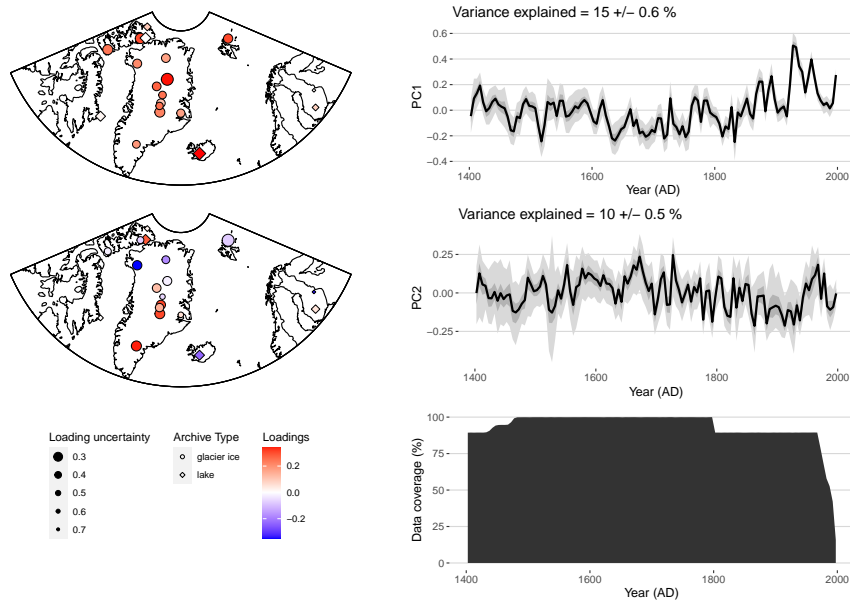 Variance explained = 15 +/− 0.6 %
PC1
0.6
0.4
0.2
0.0
−0.2
−0.4
1400 1600 1800 2000
Year (AD)
Variance explained = 10 +/− 0.5 %
PC2
0.25
0.00
−0.25
1400 1600 1800 2000
Year (AD)
Loading uncertainty
0.3
0.4
0.5
0.6
0.7
Archive Type
glacier ice
lake
Loadings
0.2
0.0
−0.2
Data coverage (%)
100
75
50
25
0
1400 1600 1800 2000
Year (AD)